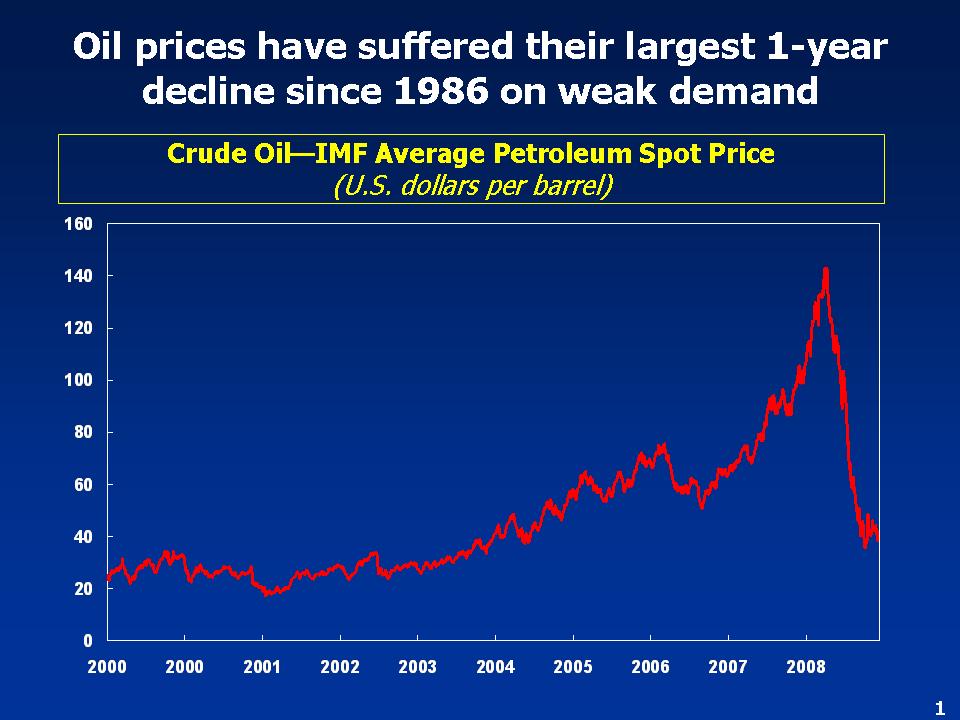 Oil prices have suffered their largest 1-year
decline since 1986 on weak demand
Crude Oil—IMF Average Petroleum Spot Price
(U.S. dollars per barrel)
160
140
120
100
80
60
40
20
0
2000 2000 2001 2002 2003 2004 2005 2006 2007 2008
1